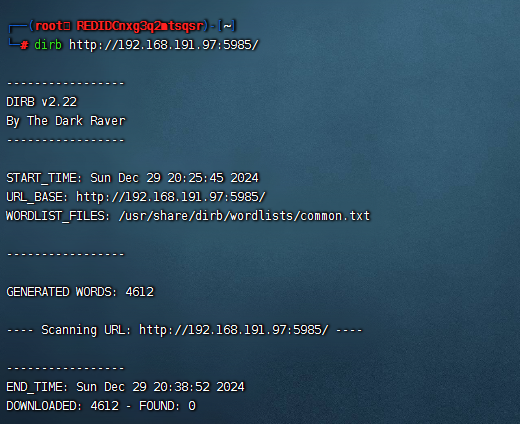 ┌──(root㉿ REDIDCnxg3q2mtsqsr)-[~]
└─# dirb http://192.168.191.97:5985/
-----------------
DIRB v2.22
By The Dark Raver
-----------------
START_TIME: Sun Dec 29 20:25:45 2024
URL_BASE: http://192.168.191.97:5985/
WORDLIST_FILES: /usr/share/dirb/wordlists/common.txt
-----------------
GENERATED WORDS: 4612
---- Scanning URL: http://192.168.191.97:5985/ ----
-----------------
END_TIME: Sun Dec 29 20:38:52 2024
DOWNLOADED: 4612 - FOUND: 0